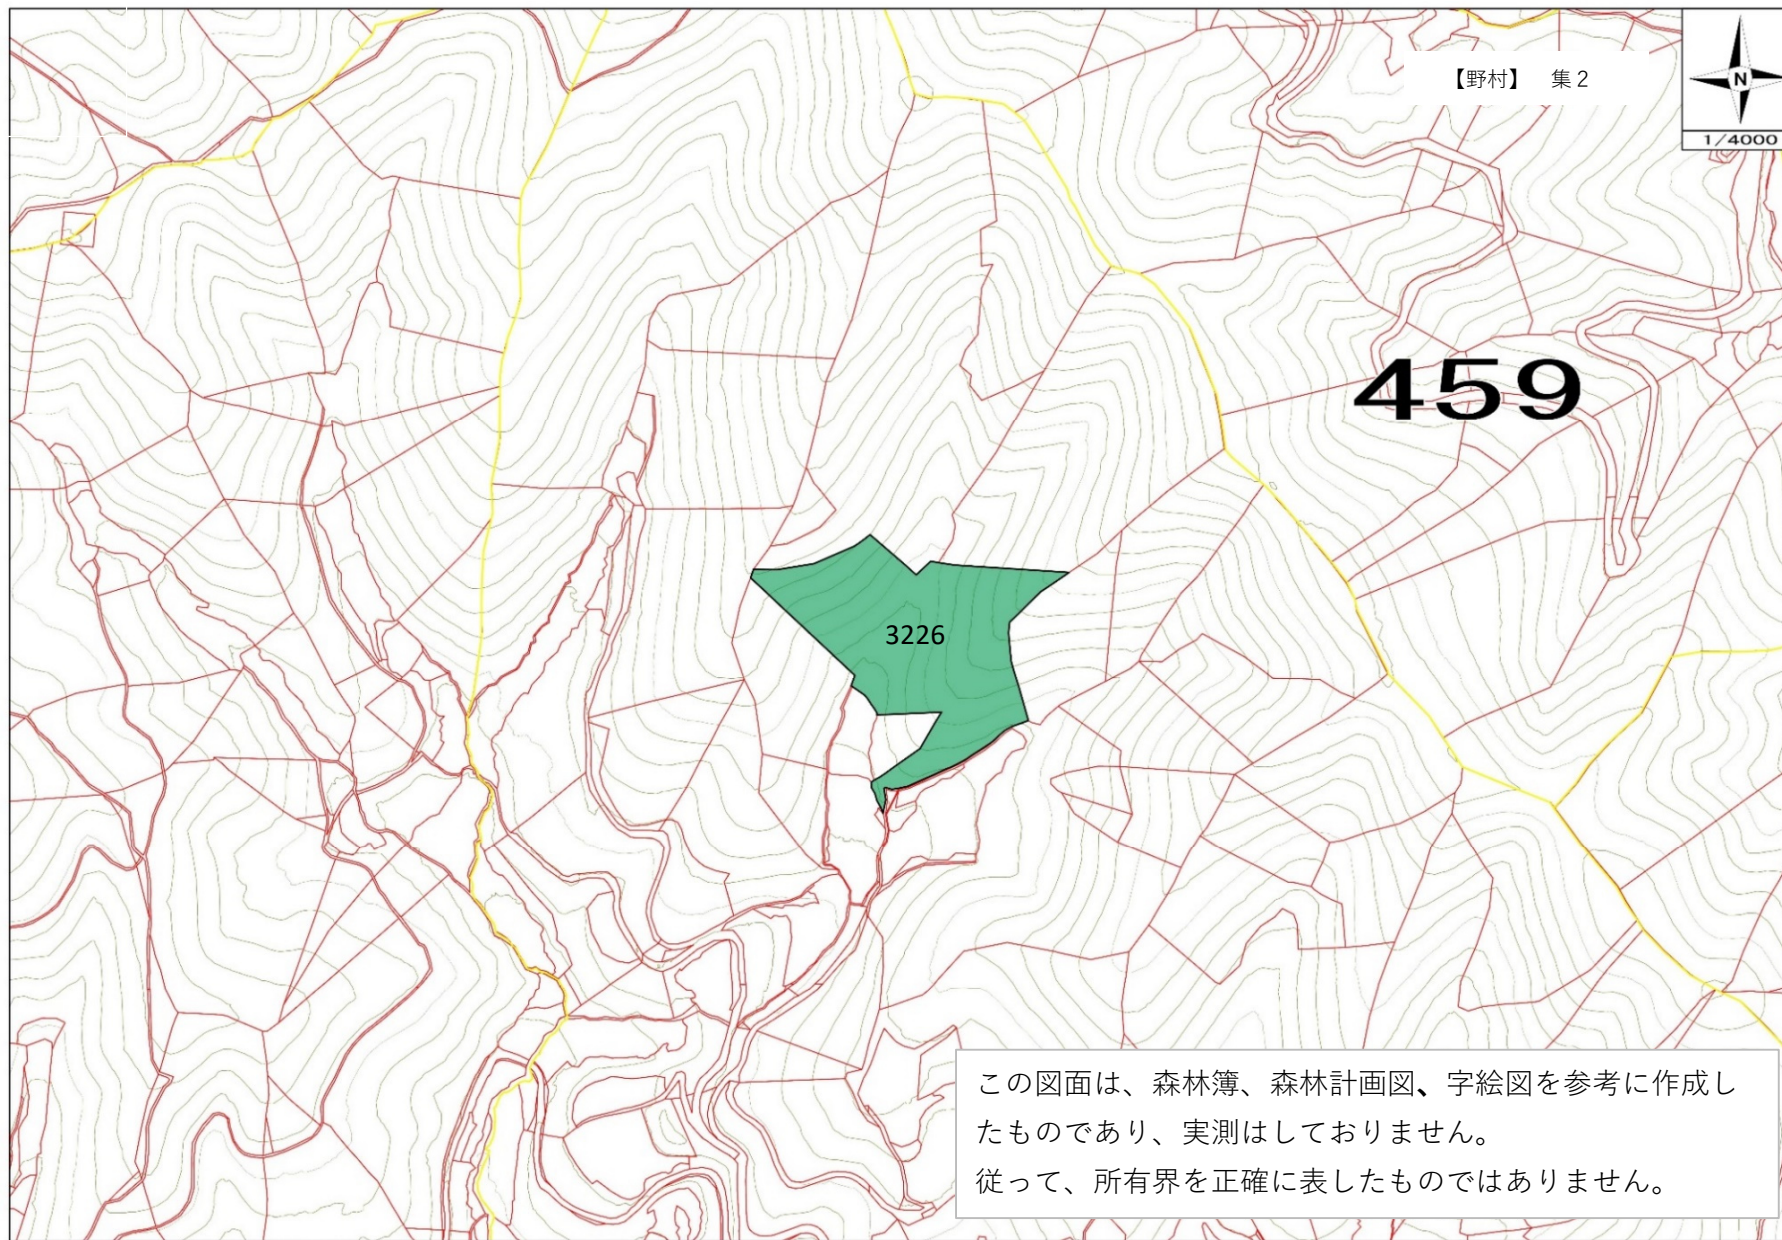 【野村】 集２
N
1/4000
459
3226
この図面は、森林簿、森林計画図、字絵図を参考に作成し
たものであり、実測はしておりません。
従って、所有界を正確に表したものではありません。